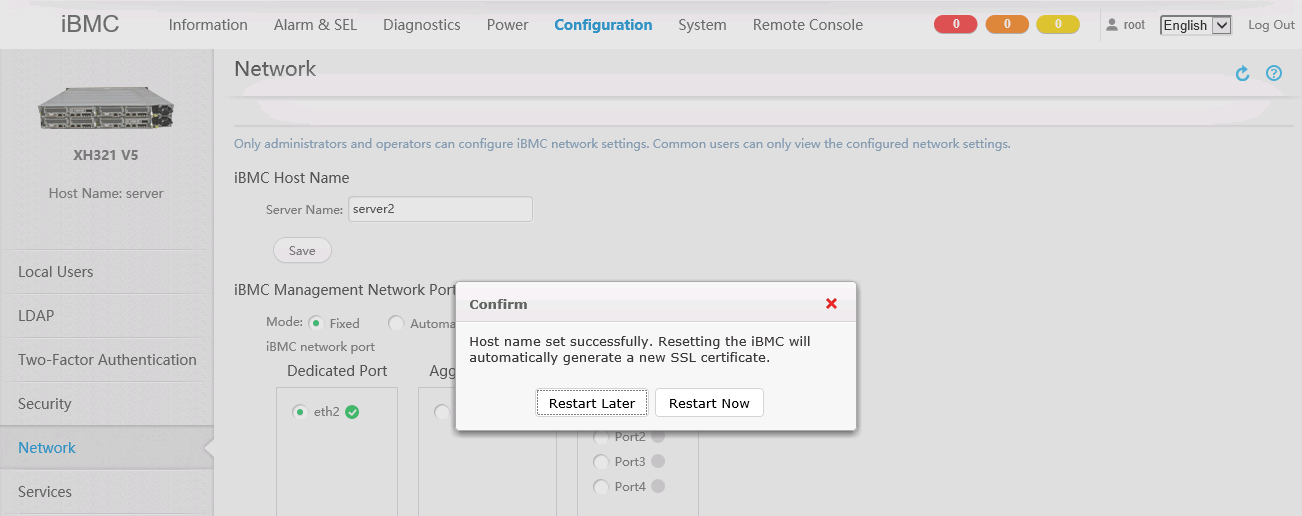 iBMC Information Alarm & SEL Diagnostics Power Configuration System Remote Console 0 0 0 root English Log Out
Network
XH321 V5
Host Name: server
Only administrators and operators can configure iBMC network settings. Common users can only view the configured network settings.
iBMC Host Name
Server Name: server2
Save
Local Users
LDAP
Two-Factor Authentication
Security
Network
Services
iBMC Management Network Port
Mode: Fixed Automa
iBMC network port
Dedicated Port Agg
eth2
Port2
Port3
Port4
Confirm
Host name set successfully. Resetting the iBMC will
automatically generate a new SSL certificate.
Restart Later Restart Now